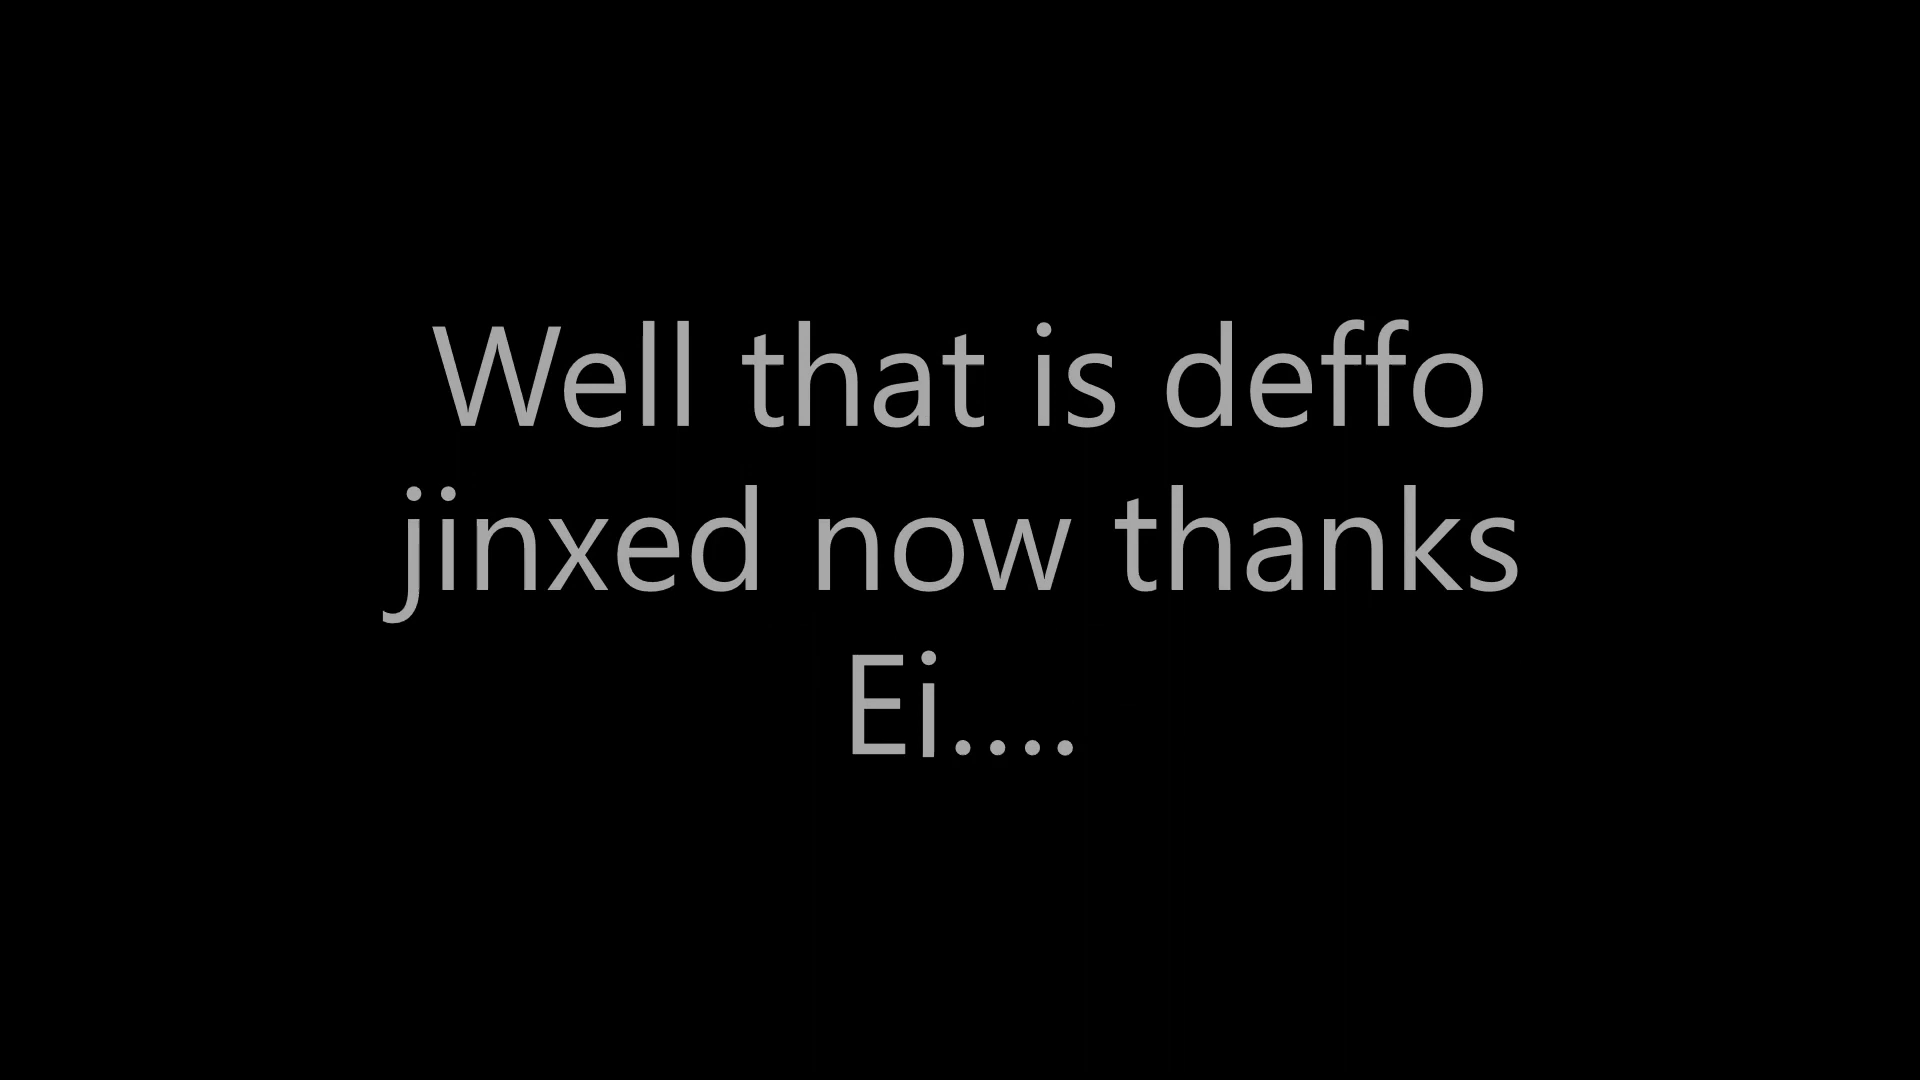 Well that is deffo
jinxed now thanks
Ei....